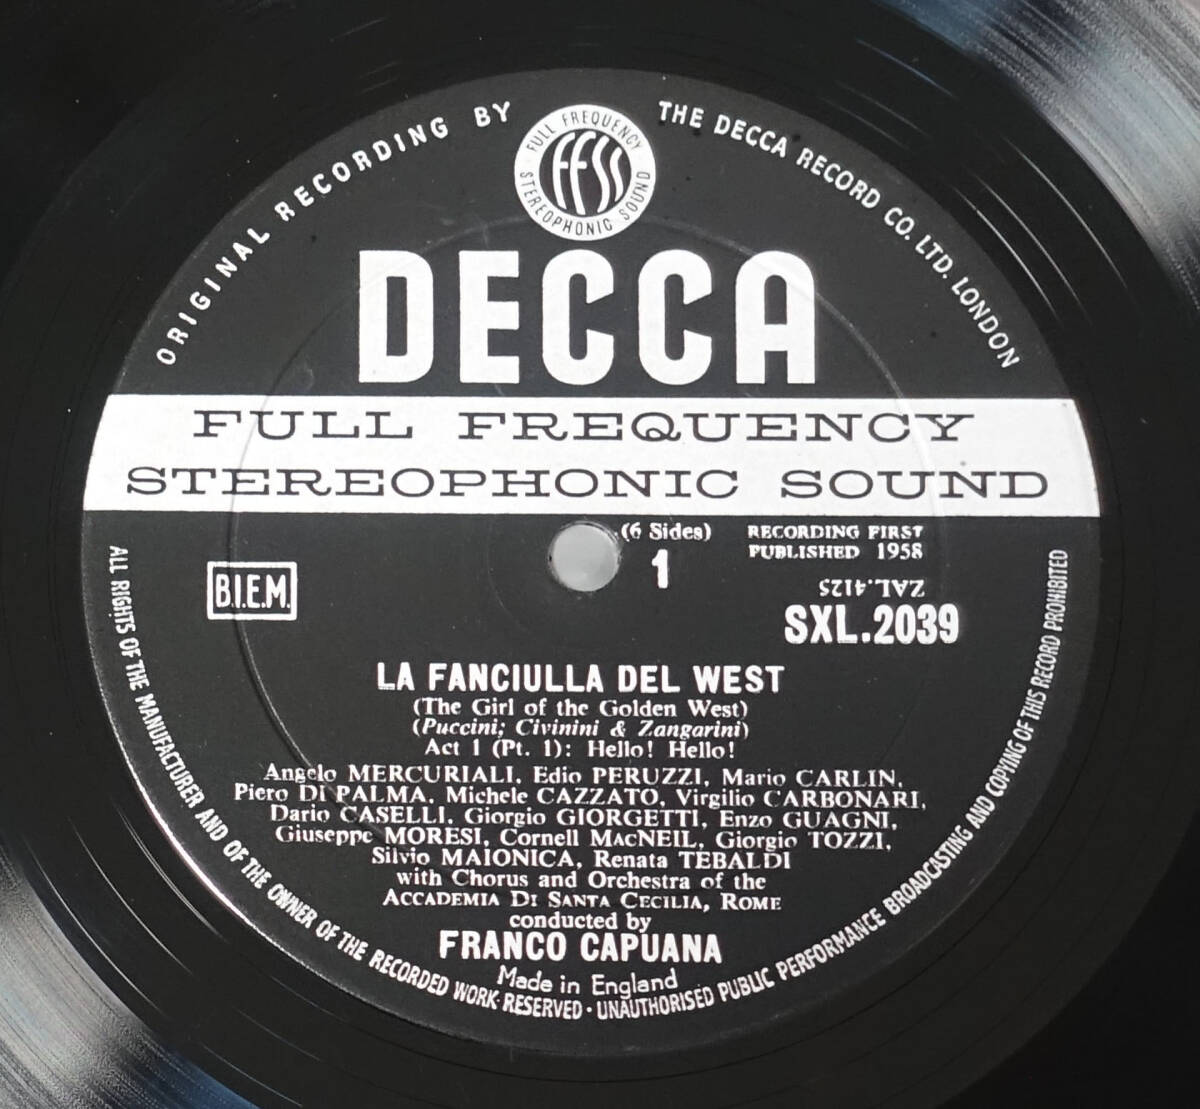 ORIGINAL RECORDING BY THE DECCA RECORD CO. LTD. LONDON
FULL FREQUENCY
FFSS
STEREOPHONIC SOUND
DECCA
FULL FREQUENCY
STEREOPHONIC SOUND
(6 Sides)
1
RECORDING FIRST
PUBLISHED 1958
ZAL.4125
SXL.2039
B.I.E.M.
LA FANCIULLA DEL WEST
(The Girl of the Golden West)
(Puccini; Civinini & Zangarini)
Act 1 (Pt. 1): Hello! Hello!
Angelo MERCURIALI, Edio PERUZZI, Mario CARLIN,
Piero DI PALMA, Michele CAZZATO, Virgilio CARBONARI,
Dario CASELLI, Giorgio GIORGETTI, Enzo GUAGNI,
Giuseppe MORESI, Cornell MacNEIL, Giorgio TOZZI,
Silvio MAIONICA, Renata TEBALDI
with Chorus and Orchestra of the
ACCADEMIA DI SANTA CECILIA, ROME
conducted by
FRANCO CAPUANA
Made in England
ALL RIGHTS OF THE MANUFACTURER AND OF THE OWNER OF THE RECORDED WORK RESERVED · UNAUTHORISED PUBLIC PERFORMANCE BROADCASTING AND COPYING OF THIS RECORD PROHIBITED